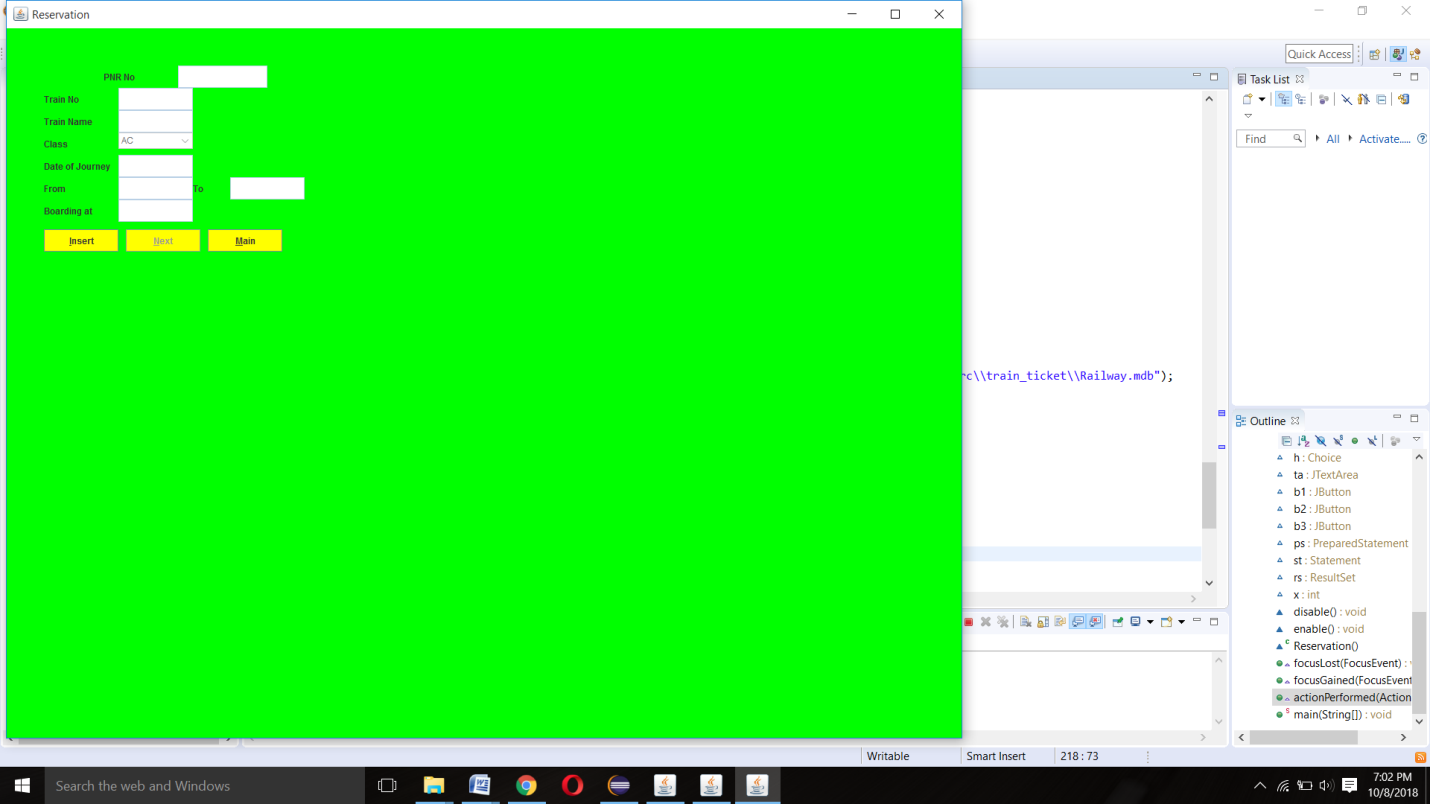 Reservation
PNR No
Train No
Train Name
Class AC
Date of Journey
From To
Boarding at
Insert Next Main
Quick Access
Task List
Find All Activate...
rc\\train_ticket\\Railway.mdb");
Outline
h : Choice
ta : JTextArea
b1 : JButton
b2 : JButton
b3 : JButton
ps : PreparedStatement
st : Statement
rs : ResultSet
x : int
disable() : void
enable() : void
Reservation()
focusLost(FocusEvent) :
focusGained(FocusEvent
actionPerformed(Action
main(String[]) : void
Writable Smart Insert 218 : 73
Search the web and Windows
7:02 PM
10/8/2018